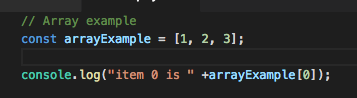 // Array example
const arrayExample = [1, 2, 3];
console.log("item 0 is " +arrayExample[0]);